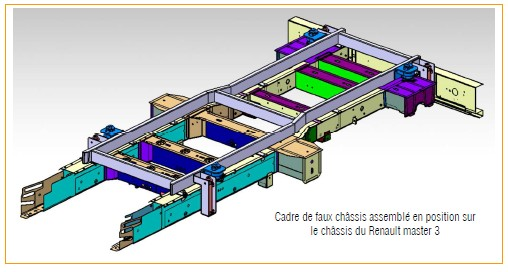 Cadre de faux châssis assemblé en position sur
le châssis du Renault master 3